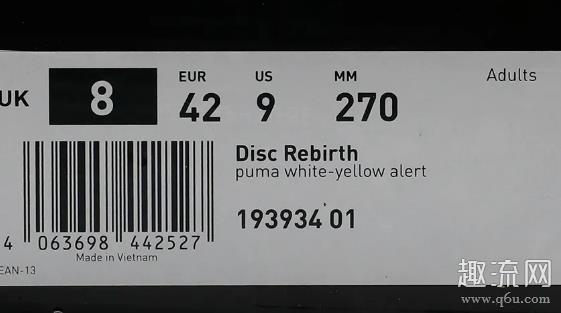 UK 8 EUR 42 US 9 MM 270 Adults
Disc Rebirth
puma white-yellow alert
193934 01
4 063698 442527
Made in Vietnam
EAN-13
趣流网
www.q6u.com